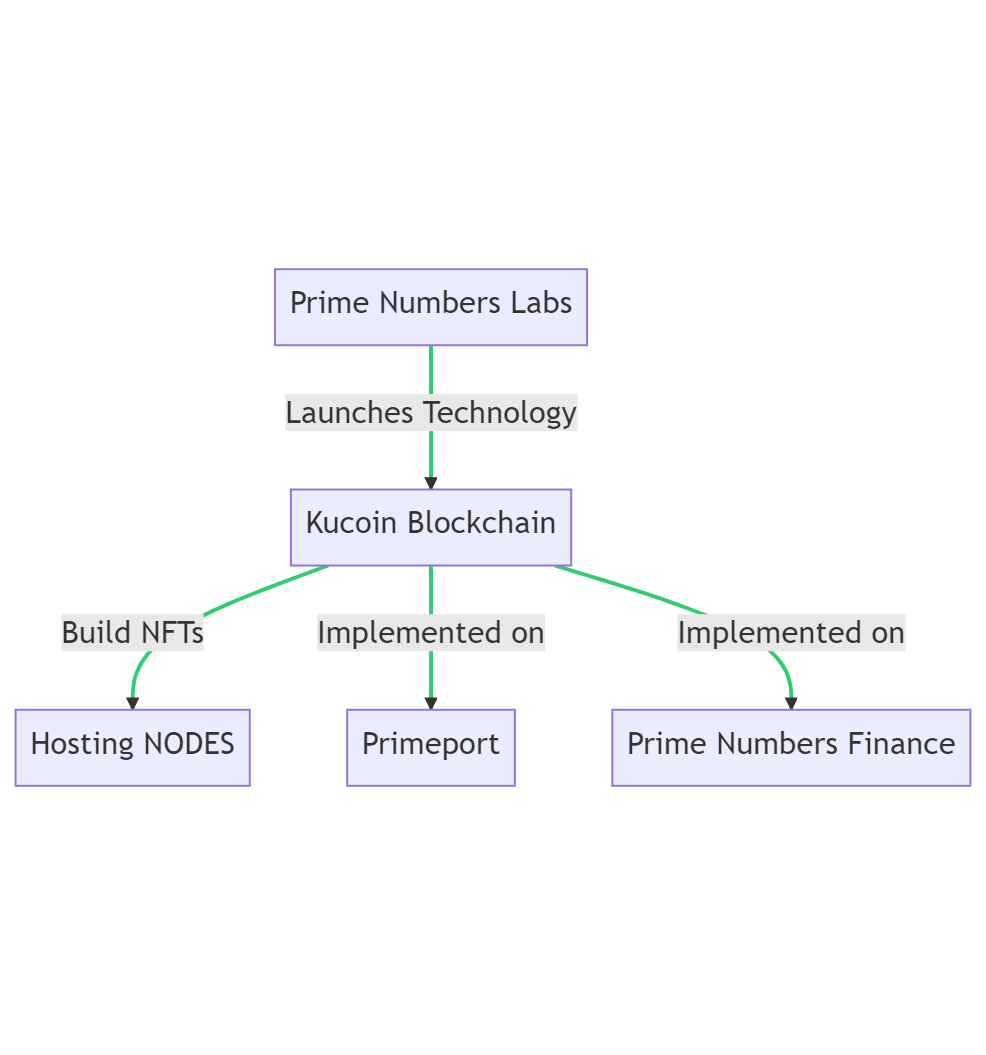 Prime Numbers Labs
Launches Technology
Kucoin Blockchain
Build NFTs
Implemented on
Implemented on
Hosting NODES
Primeport
Prime Numbers Finance